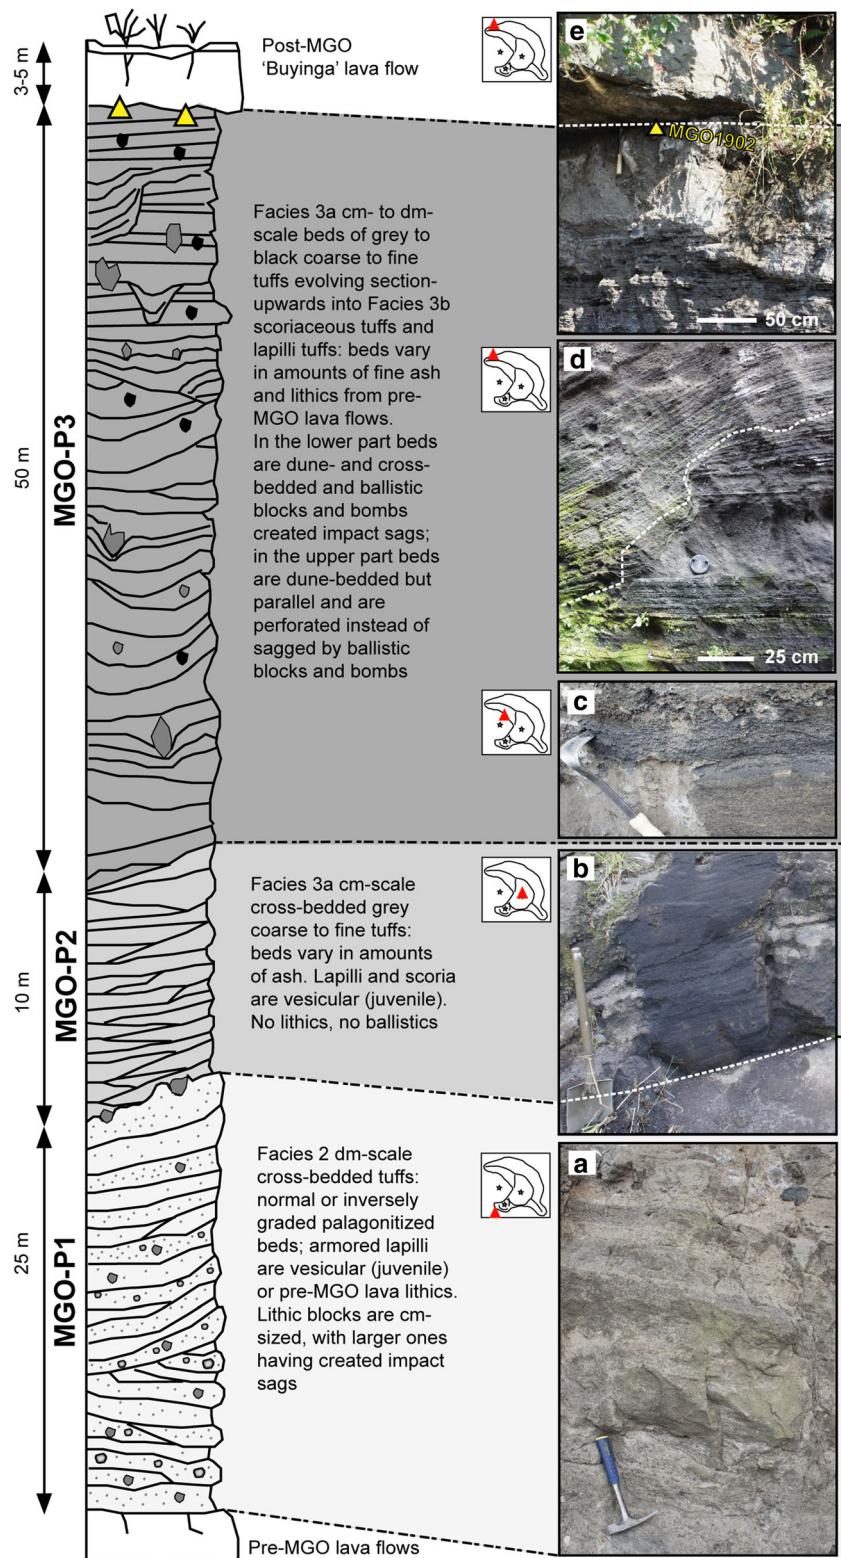 3-5 m
Post-MGO
'Buyinga' lava flow
e
MGO1902
50 cm
50 m
MGO-P3
Facies 3a cm- to dm-
scale beds of grey to
black coarse to fine
tuffs evolving section-
upwards into Facies 3b
scoriaceous tuffs and
lapilli tuffs: beds vary
in amounts of fine ash
and lithics from pre-
MGO lava flows.
In the lower part beds
are dune- and cross-
bedded and ballistic
blocks and bombs
created impact sags;
in the upper part beds
are dune-bedded but
parallel and are
perforated instead of
sagged by ballistic
blocks and bombs
d
25 cm
c
10 m
MGO-P2
Facies 3a cm-scale
cross-bedded grey
coarse to fine tuffs:
beds vary in amounts
of ash. Lapilli and scoria
are vesicular (juvenile).
No lithics, no ballistics
b
25 m
MGO-P1
Facies 2 dm-scale
cross-bedded tuffs:
normal or inversely
graded palagonitized
beds; armored lapilli
are vesicular (juvenile)
or pre-MGO lava lithics.
Lithic blocks are cm-
sized, with larger ones
having created impact
sags
a
Pre-MGO lava flows